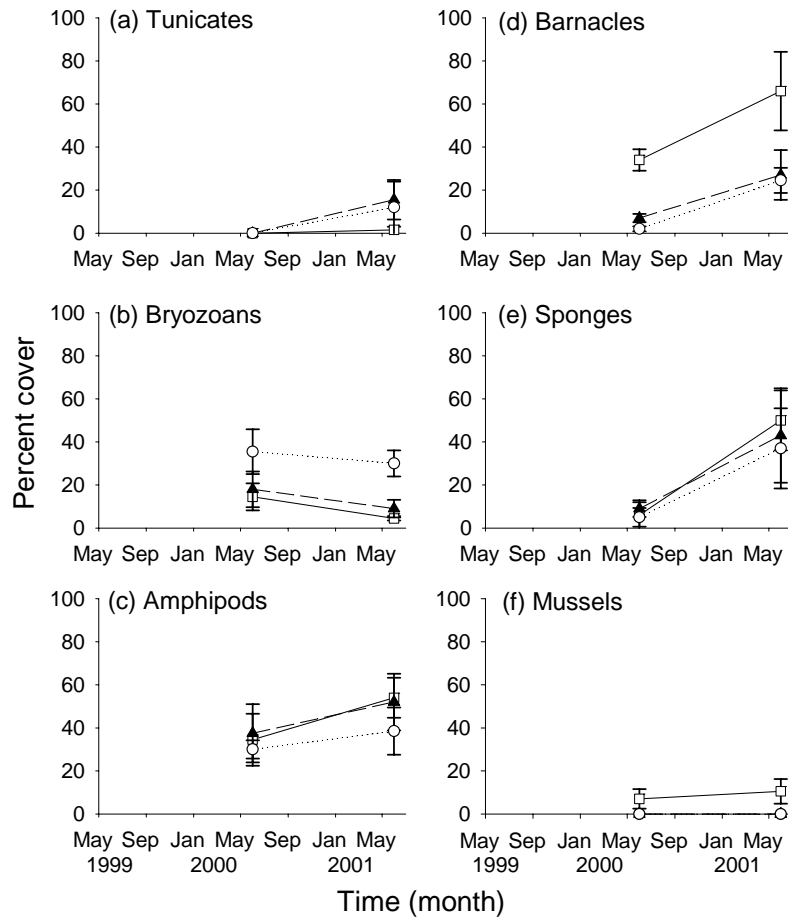 (a) Tunicates
100
80
60
40
20
0
May Sep Jan May Sep Jan May
(d) Barnacles
100
80
60
40
20
0
May Sep Jan May Sep Jan May
(b) Bryozoans
100
80
60
40
20
0
May Sep Jan May Sep Jan May
(e) Sponges
100
80
60
40
20
0
May Sep Jan May Sep Jan May
Percent cover
(c) Amphipods
100
80
60
40
20
0
May Sep Jan May Sep Jan May
1999 2000 2001
(f) Mussels
100
80
60
40
20
0
May Sep Jan May Sep Jan May
1999 2000 2001
Time (month)